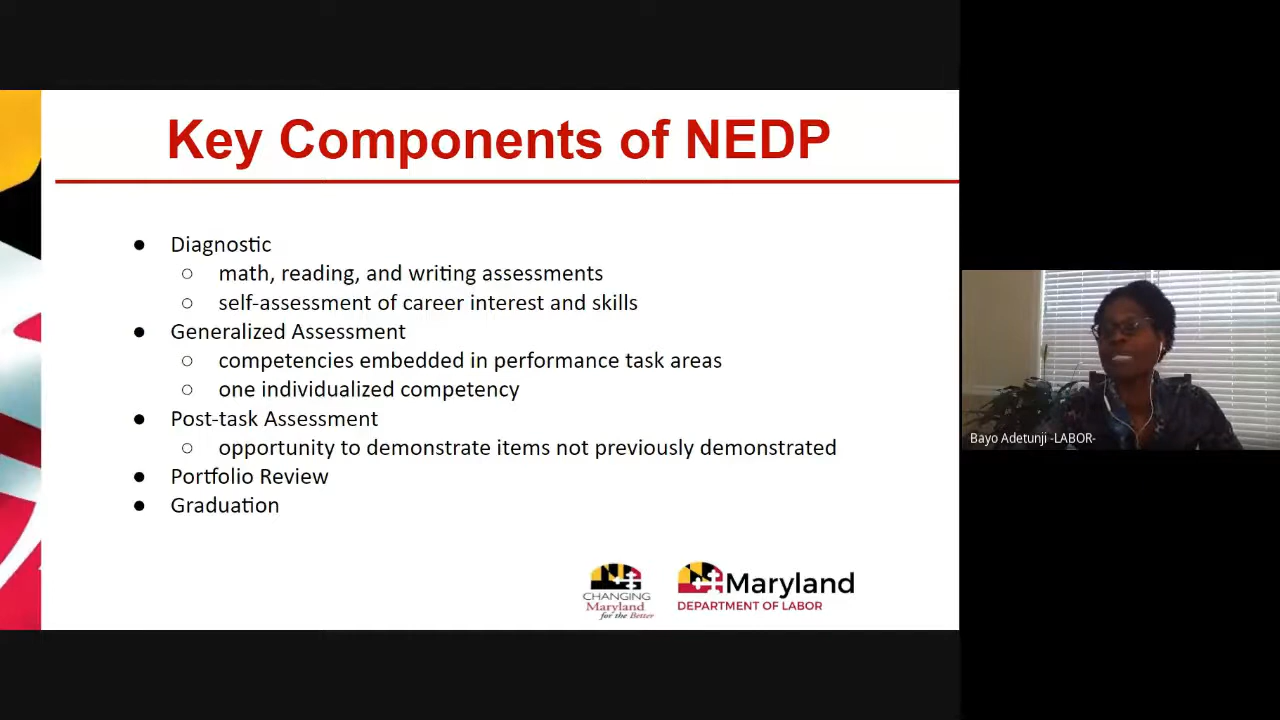 Key Components of NEDP
● Diagnostic
○ math, reading, and writing assessments
○ self-assessment of career interest and skills
● Generalized Assessment
○ competencies embedded in performance task areas
○ one individualized competency
● Post-task Assessment
○ opportunity to demonstrate items not previously demonstrated
● Portfolio Review
● Graduation
CHANGING
Maryland
for the Better
Maryland
DEPARTMENT OF LABOR
Bayo Adetunji -LABOR-